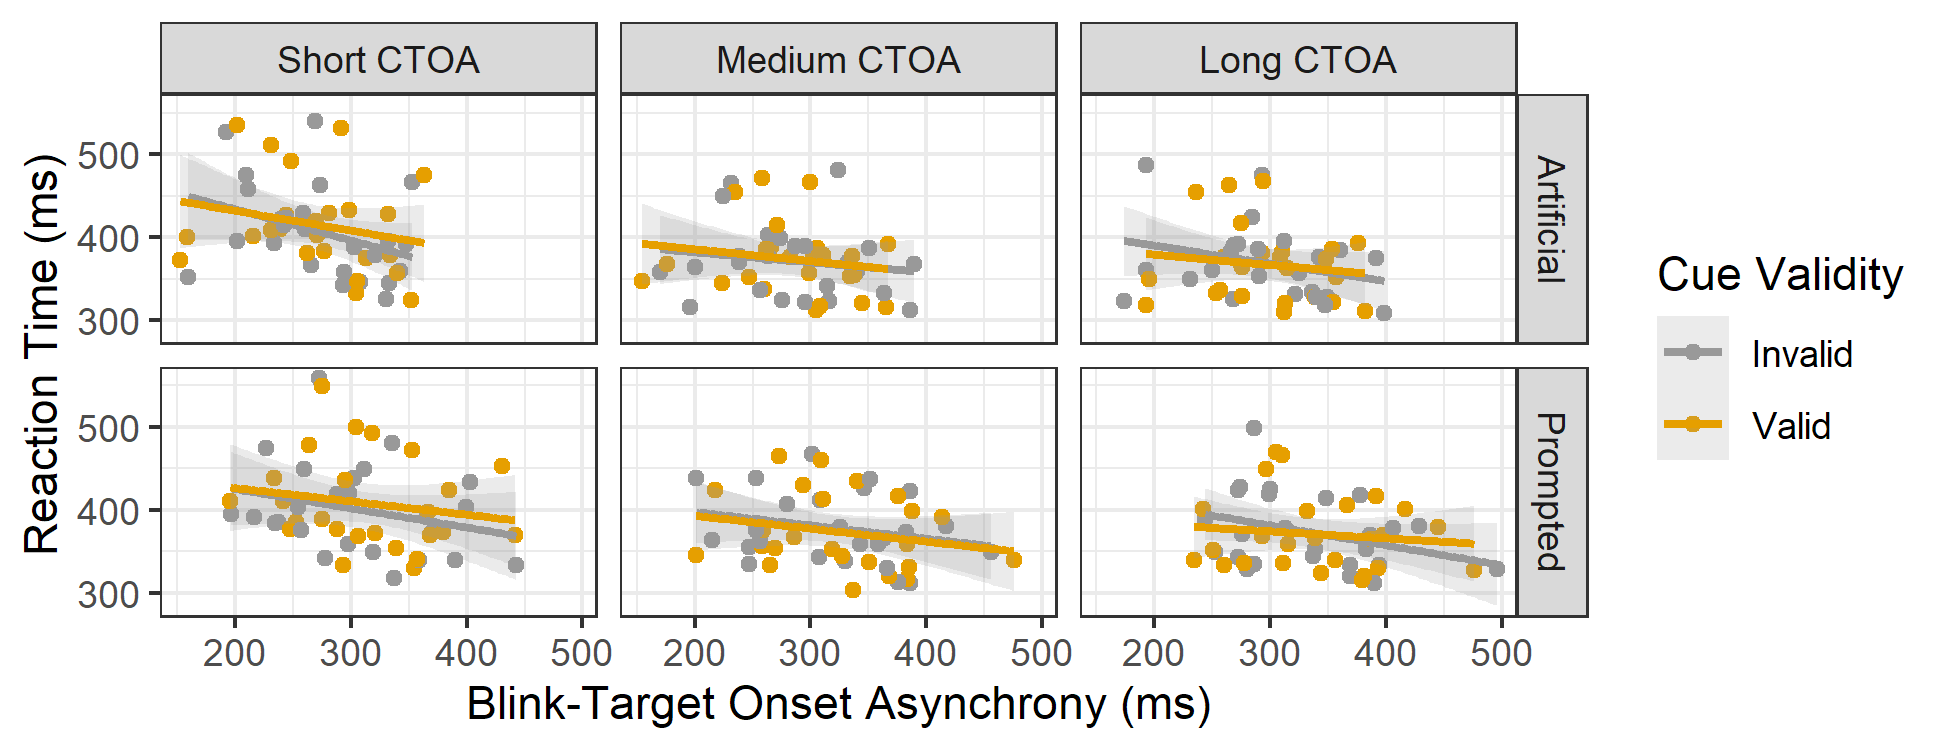 Short CTOA Medium CTOA Long CTOA
500
400
300
Artificial
500
400
300
Prompted
200 300 400 500 200 300 400 500 200 300 400 500
Reaction Time (ms)
Blink-Target Onset Asynchrony (ms)
Cue Validity
Invalid
Valid